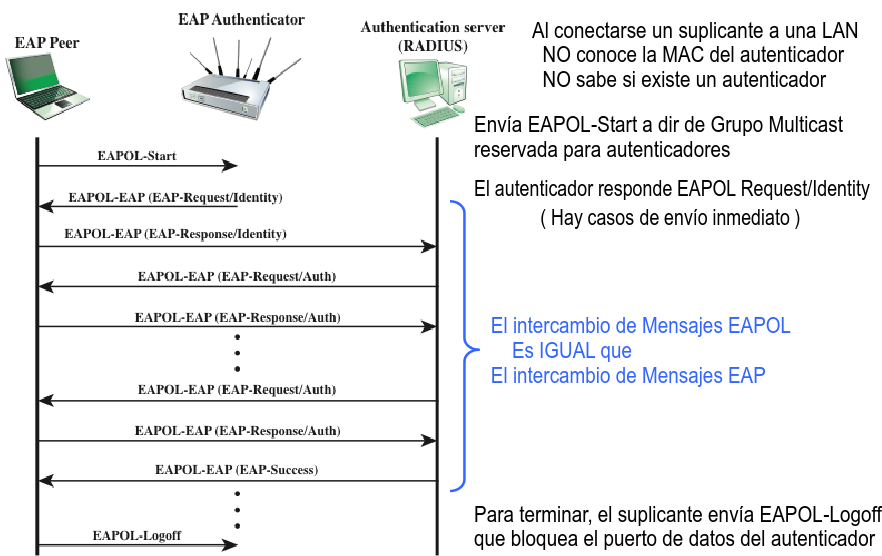 EAP Peer
EAP Authenticator
Authentication server
(RADIUS)
Al conectarse un suplicante a una LAN
NO conoce la MAC del autenticador
NO sabe si existe un autenticador
Envía EAPOL-Start a dir de Grupo Multicast
reservada para autenticadores
EAPOL-Start
El autenticador responde EAPOL Request/Identity
( Hay casos de envío inmediato )
EAPOL-EAP (EAP-Request/Identity)
EAPOL-EAP (EAP-Response/Identity)
EAPOL-EAP (EAP-Request/Auth)
EAPOL-EAP (EAP-Response/Auth)
El intercambio de Mensajes EAPOL
Es IGUAL que
El intercambio de Mensajes EAP
EAPOL-EAP (EAP-Request/Auth)
EAPOL-EAP (EAP-Response/Auth)
EAPOL-EAP (EAP-Success)
EAPOL-Logoff
Para terminar, el suplicante envía EAPOL-Logoff
que bloquea el puerto de datos del autenticador